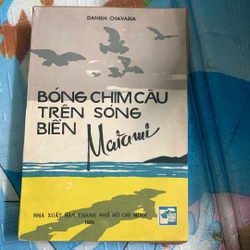 DANIEN CHAVARIA
BÓNG CHIM CÂU
TRÊN SÓNG
BIỂN
Maiami
NHÀ XUẤT BẢN THÀNH PHỐ HỒ CHÍ MINH